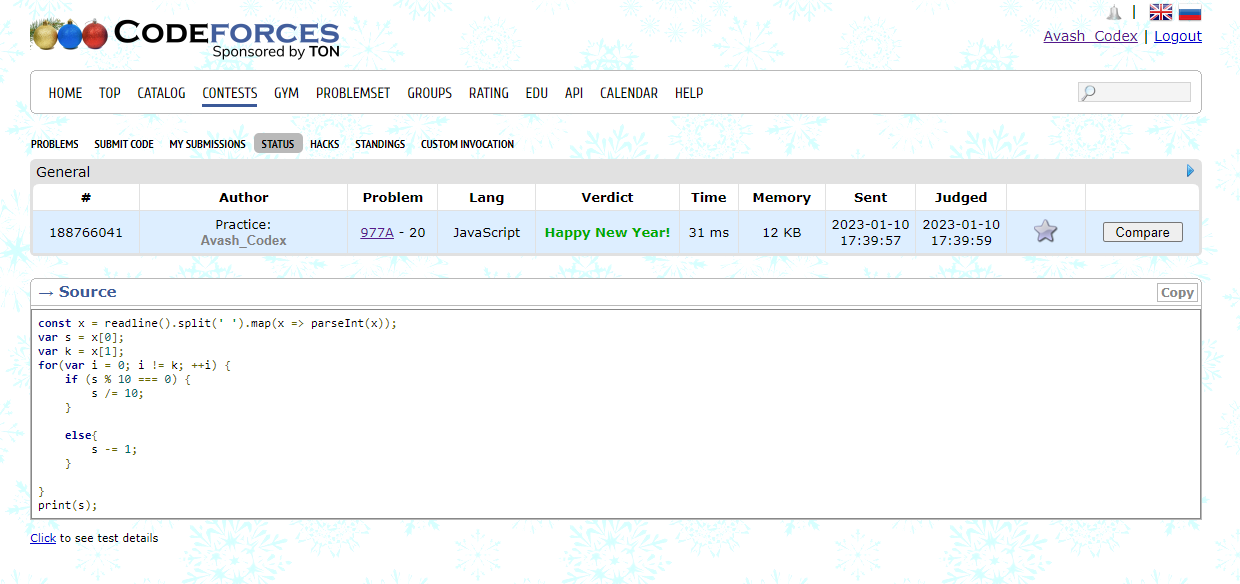 CODEFORCES
Sponsored by TON
Avash_Codex | Logout
HOME TOP CATALOG CONTESTS GYM PROBLEMSET GROUPS RATING EDU API CALENDAR HELP
PROBLEMS SUBMIT CODE MY SUBMISSIONS STATUS HACKS STANDINGS CUSTOM INVOCATION
General
# Author Problem Lang Verdict Time Memory Sent Judged
188766041 Practice: Avash_Codex 977A - 20 JavaScript Happy New Year! 31 ms 12 KB 2023-01-10 17:39:57 2023-01-10 17:39:59 Compare
→ Source Copy
const x = readline().split(' ').map(x => parseInt(x));
var s = x[0];
var k = x[1];
for(var i = 0; i != k; ++i) {
    if (s % 10 === 0) {
        s /= 10;
    }
    else{
        s -= 1;
    }
}
print(s);
Click to see test details